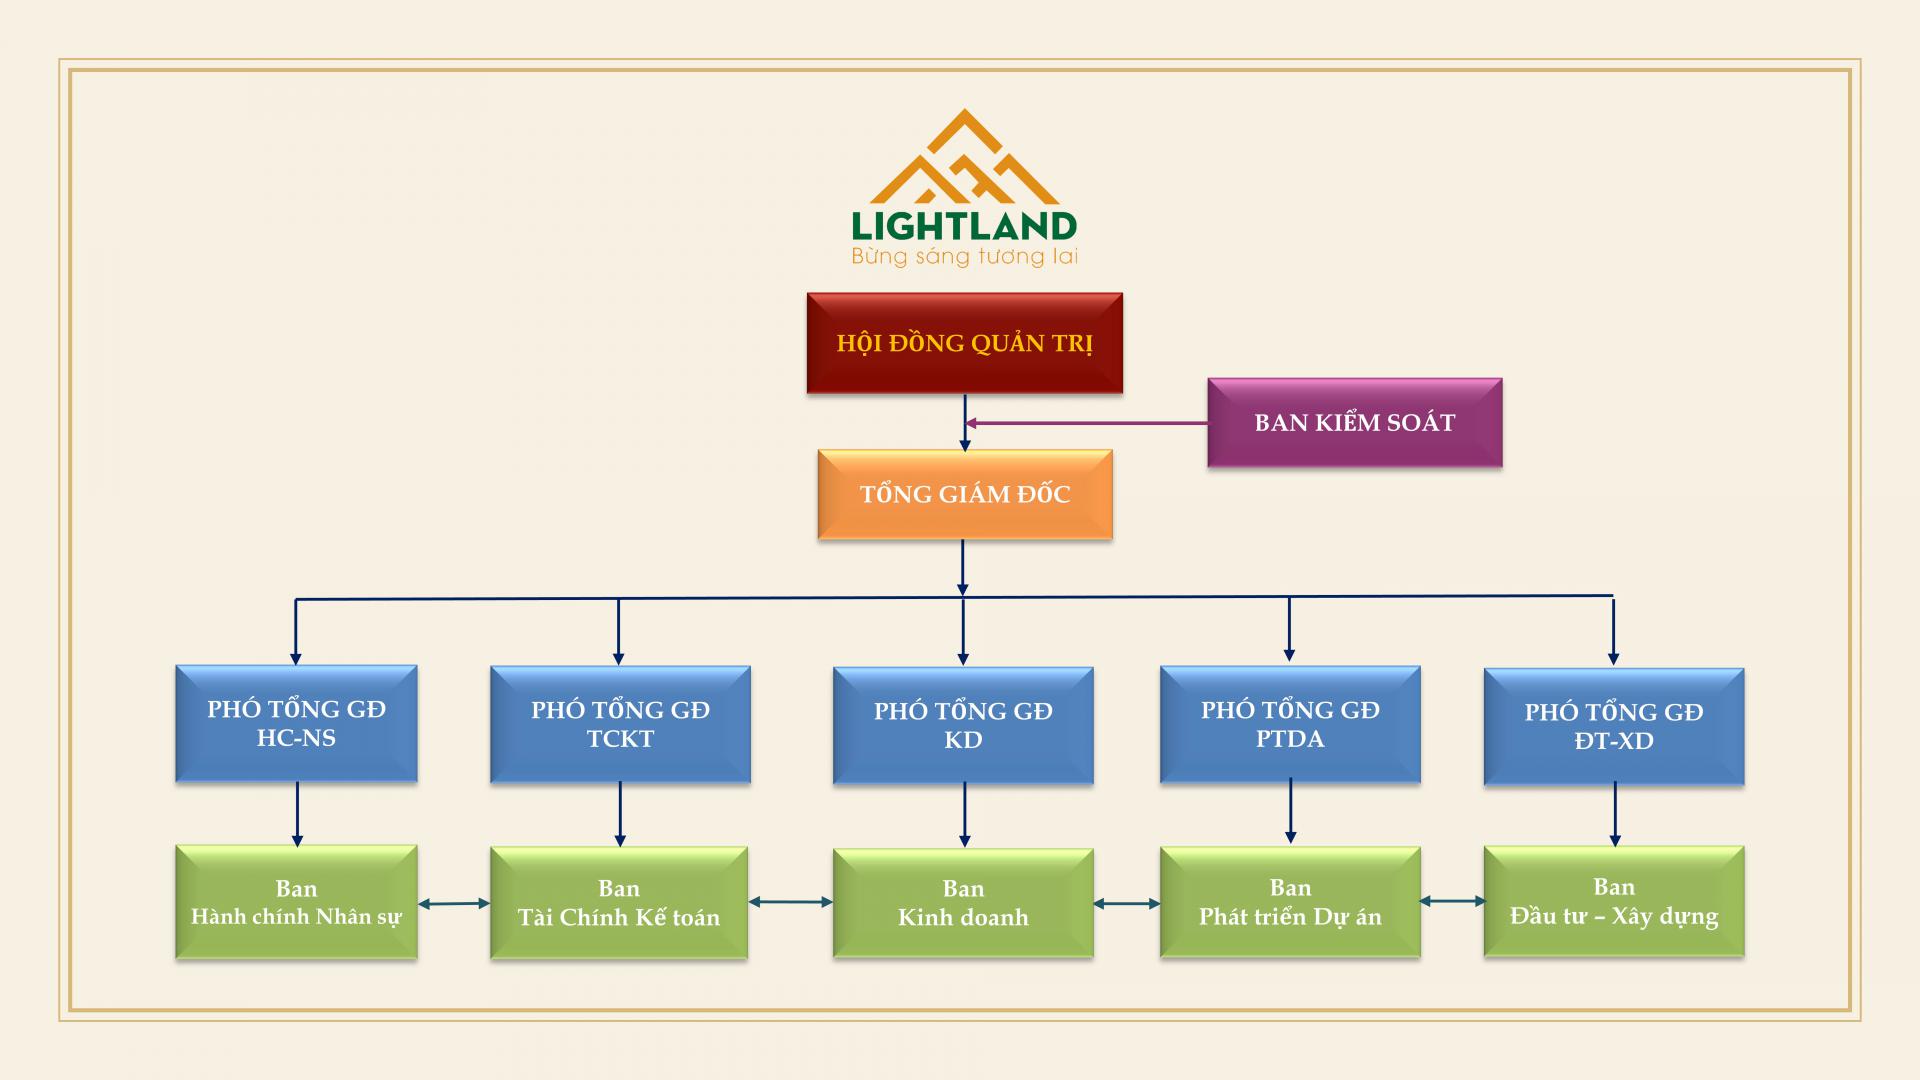 LIGHTLAND
Bừng sáng tương lai
HỘI ĐỒNG QUẢN TRỊ
BAN KIỂM SOÁT
TỔNG GIÁM ĐỐC
PHÓ TỔNG GĐ
HC-NS
PHÓ TỔNG GĐ
TCKT
PHÓ TỔNG GĐ
KD
PHÓ TỔNG GĐ
PTDA
PHÓ TỔNG GĐ
ĐT-XD
Ban
Hành chính Nhân sự
Ban
Tài Chính Kế toán
Ban
Kinh doanh
Ban
Phát triển Dự án
Ban
Đầu tư – Xây dựng